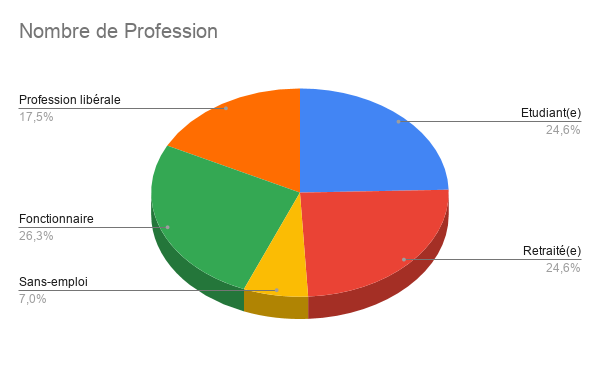 Nombre de Profession
Profession libérale
17,5%
Etudiant(e)
24,6%
Fonctionnaire
26,3%
Retraité(e)
24,6%
Sans-emploi
7,0%